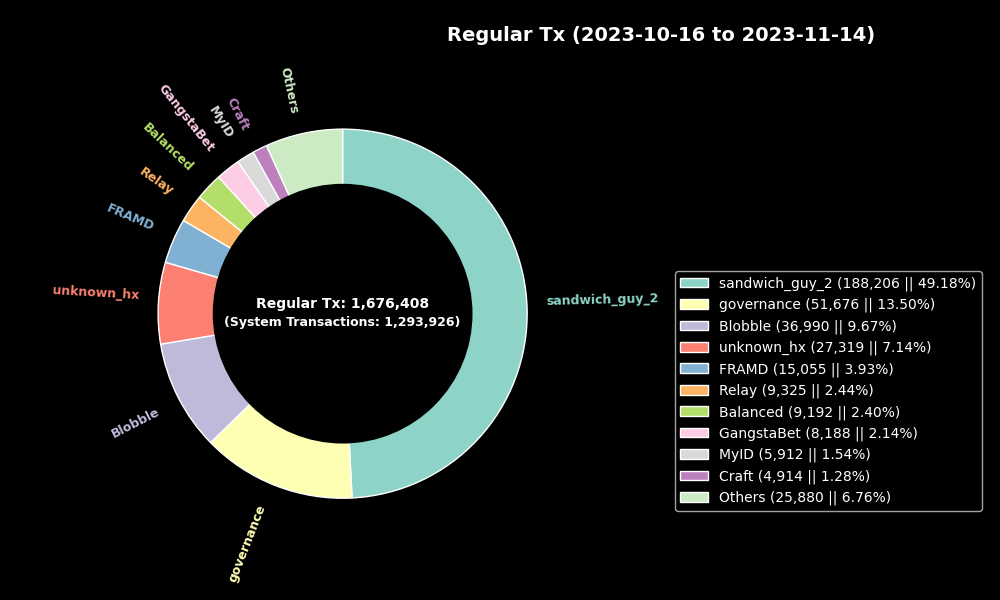 Regular Tx (2023-10-16 to 2023-11-14)
Others
Craft
MyID
GangstaBet
Balanced
Relay
FRAMD
unknown_hx
Blobble
governance
sandwich_guy_2
Regular Tx: 1,676,408
(System Transactions: 1,293,926)
sandwich_guy_2 (188,206 || 49.18%)
governance (51,676 || 13.50%)
Blobble (36,990 || 9.67%)
unknown_hx (27,319 || 7.14%)
FRAMD (15,055 || 3.93%)
Relay (9,325 || 2.44%)
Balanced (9,192 || 2.40%)
GangstaBet (8,188 || 2.14%)
MyID (5,912 || 1.54%)
Craft (4,914 || 1.28%)
Others (25,880 || 6.76%)